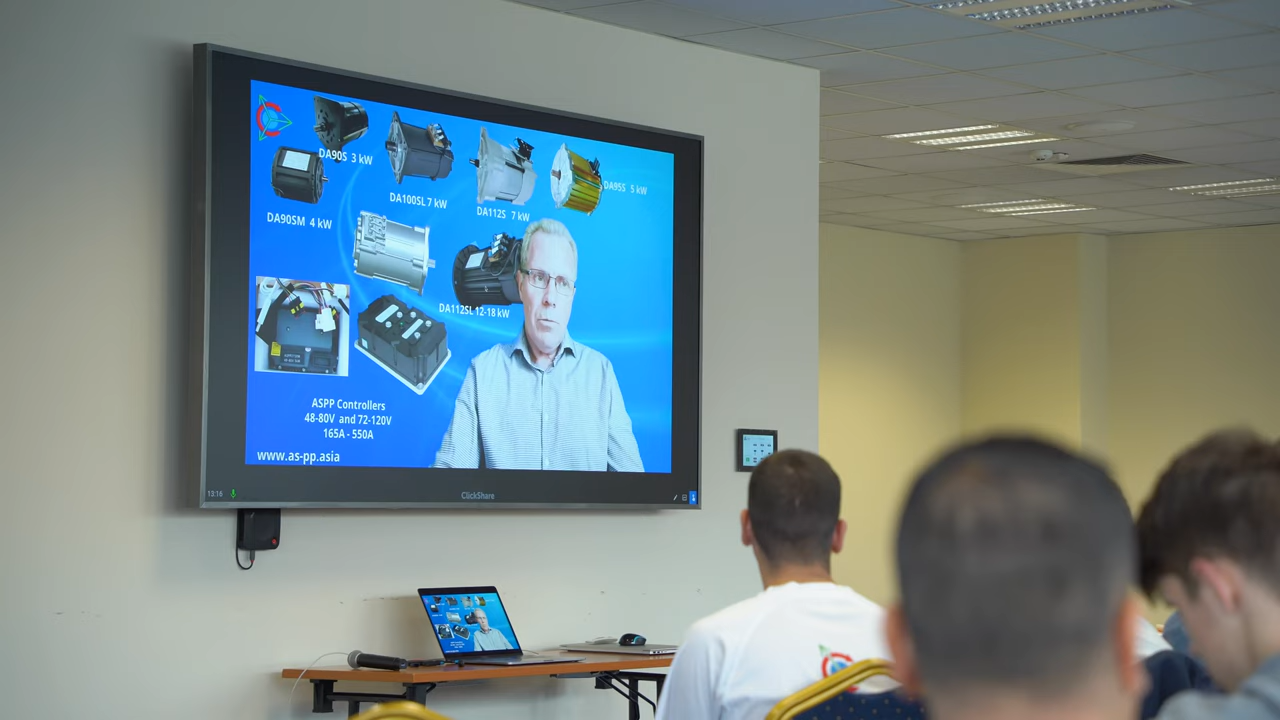 DA90S 3 kW
DA90SM 4 kW
DA100SL 7 kW
DA112S 7 kW
DA95S 5 kW
DA112SL 12-18 kW
ASPP Controllers
48-80V and 72-120V
165A - 550A
www.as-pp.asia
13:16
ClickShare